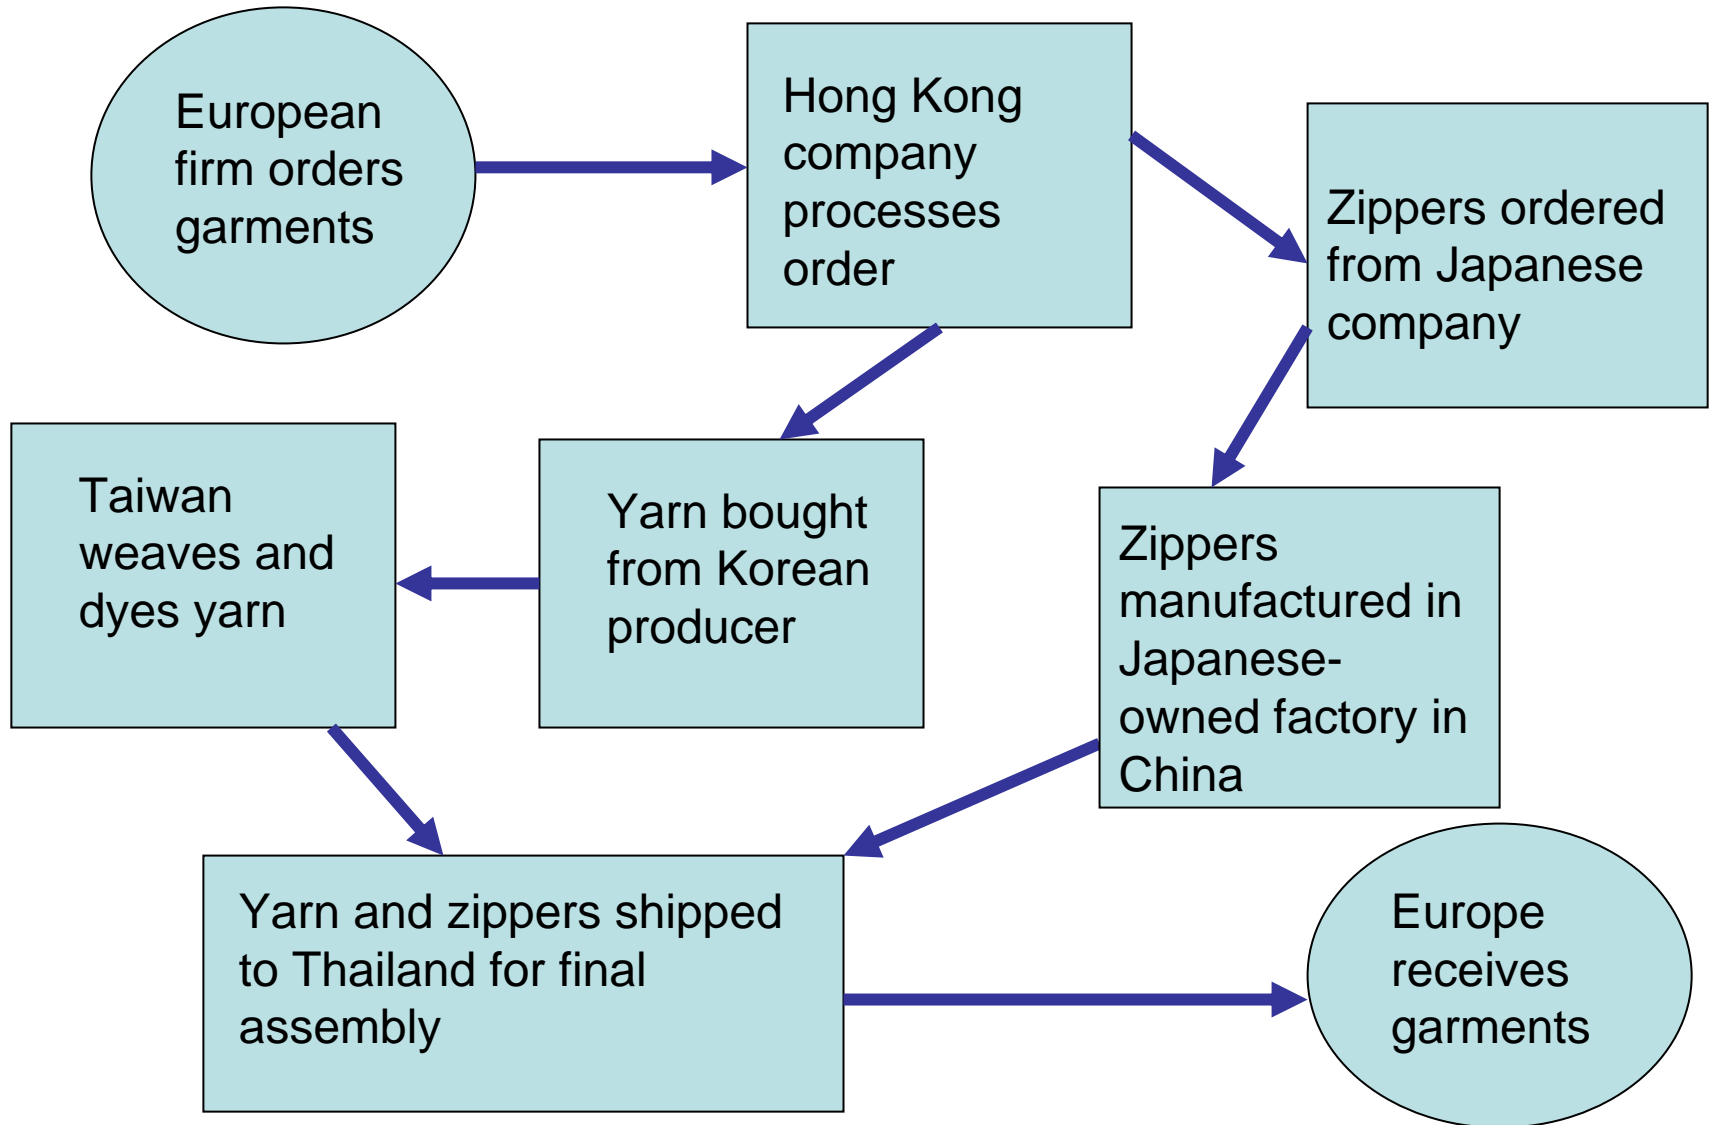 European
firm orders
garments
Hong Kong
company
processes
order
Zippers ordered
from Japanese
company
Taiwan
weaves and
dyes yarn
Yarn bought
from Korean
producer
Zippers
manufactured in
Japanese-
owned factory in
China
Yarn and zippers shipped
to Thailand for final
assembly
Europe
receives
garments